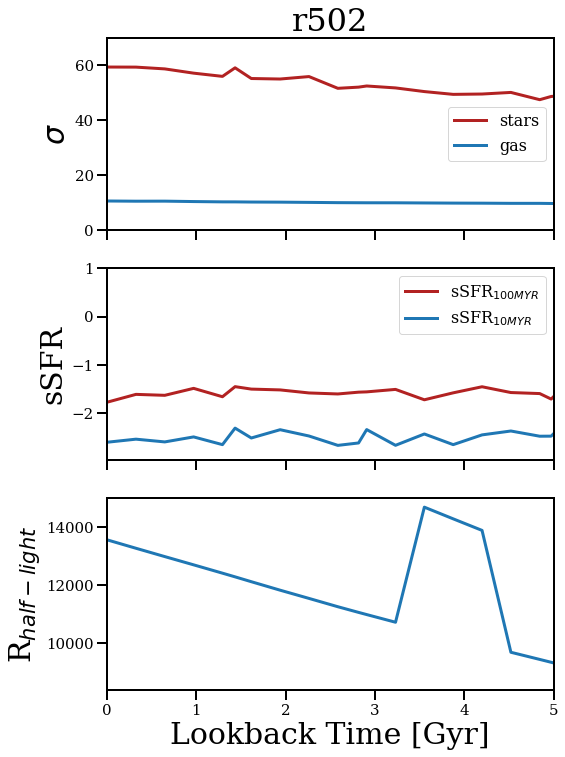 r502
60
40
20
0
σ
stars
gas
1
0
−1
−2
sSFR
sSFR100MYR
sSFR10MYR
14000
12000
10000
Rhalf−light
0 1 2 3 4 5
Lookback Time [Gyr]